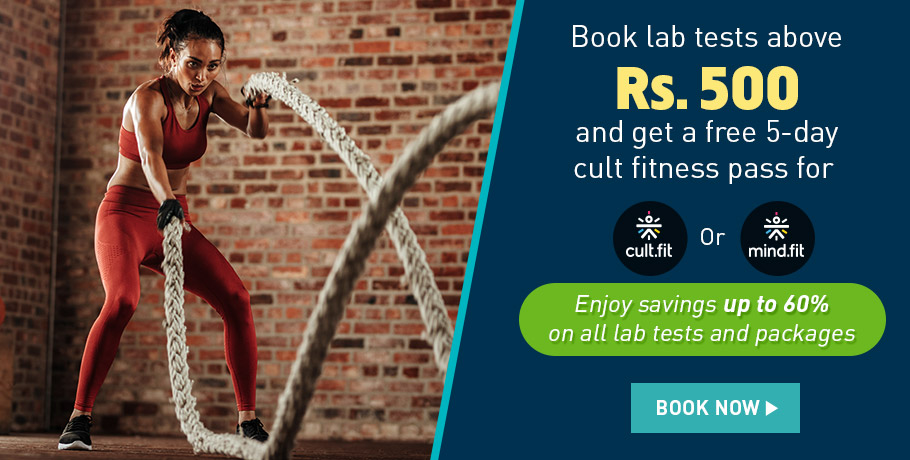 Book lab tests above
Rs. 500
and get a free 5-day
cult fitness pass for
cult.fit Or mind.fit
Enjoy savings up to 60%
on all lab tests and packages
BOOK NOW